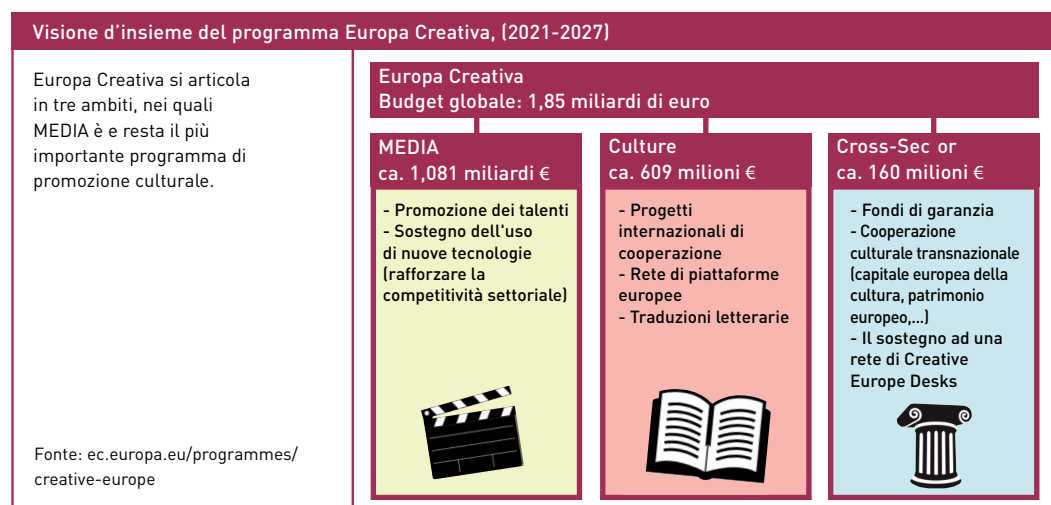 Visione d'insieme del programma Europa Creativa, (2021-2027)
Europa Creativa si articola
in tre ambiti, nei quali
MEDIA è e resta il più
importante programma di
promozione culturale.
Fonte: ec.europa.eu/programmes/
creative-europe
Europa Creativa
Budget globale: 1,85 miliardi di euro
MEDIA
ca. 1,081 miliardi €
- Promozione dei talenti
- Sostegno dell'uso
di nuove tecnologie
(rafforzare la
competitività settoriale)
Culture
ca. 609 milioni €
- Progetti
internazionali di
cooperazione
- Rete di piattaforme
europee
- Traduzioni letterarie
Cross-Sec or
ca. 160 milioni €
- Fondi di garanzia
- Cooperazione
culturale transnazionale
(capitale europea della
cultura, patrimonio
europeo,...)
- Il sostegno ad una
rete di Creative
Europe Desks